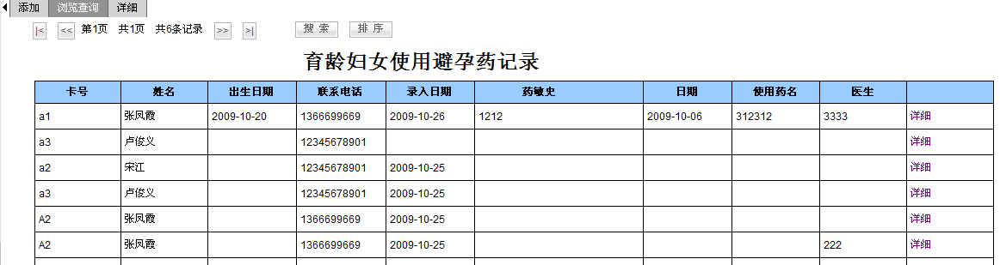 添加 浏览查询 详细
|< << 第1页 共1页 共6条记录 >> >| 搜 索 排 序
育龄妇女使用避孕药记录
卡号 姓名 出生日期 联系电话 录入日期 药敏史 日期 使用药名 医生
a1 张凤霞 2009-10-20 1366699669 2009-10-26 1212 2009-10-06 312312 3333 详细
a3 卢俊义 12345678901 详细
a2 宋江 12345678901 2009-10-25 详细
a3 卢俊义 12345678901 2009-10-25 详细
A2 张凤霞 1366699669 2009-10-25 详细
A2 张凤霞 1366699669 2009-10-25 222 详细